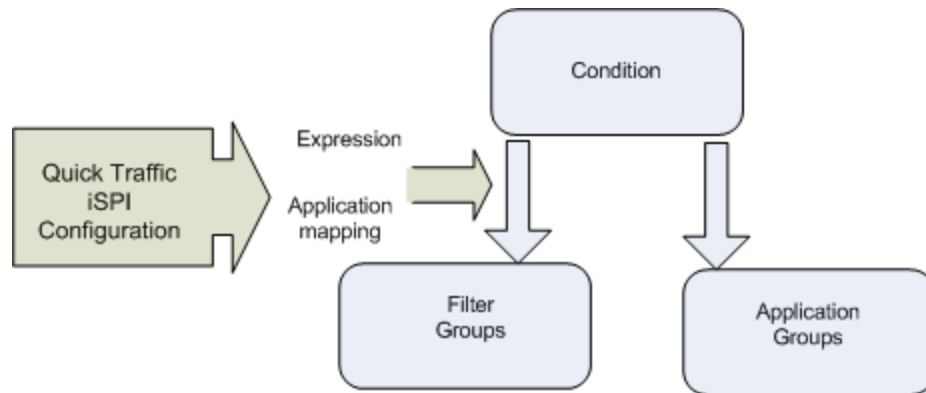 Condition
Expression
Quick Traffic
iSPI
Configuration
Application
mapping
Filter
Groups
Application
Groups